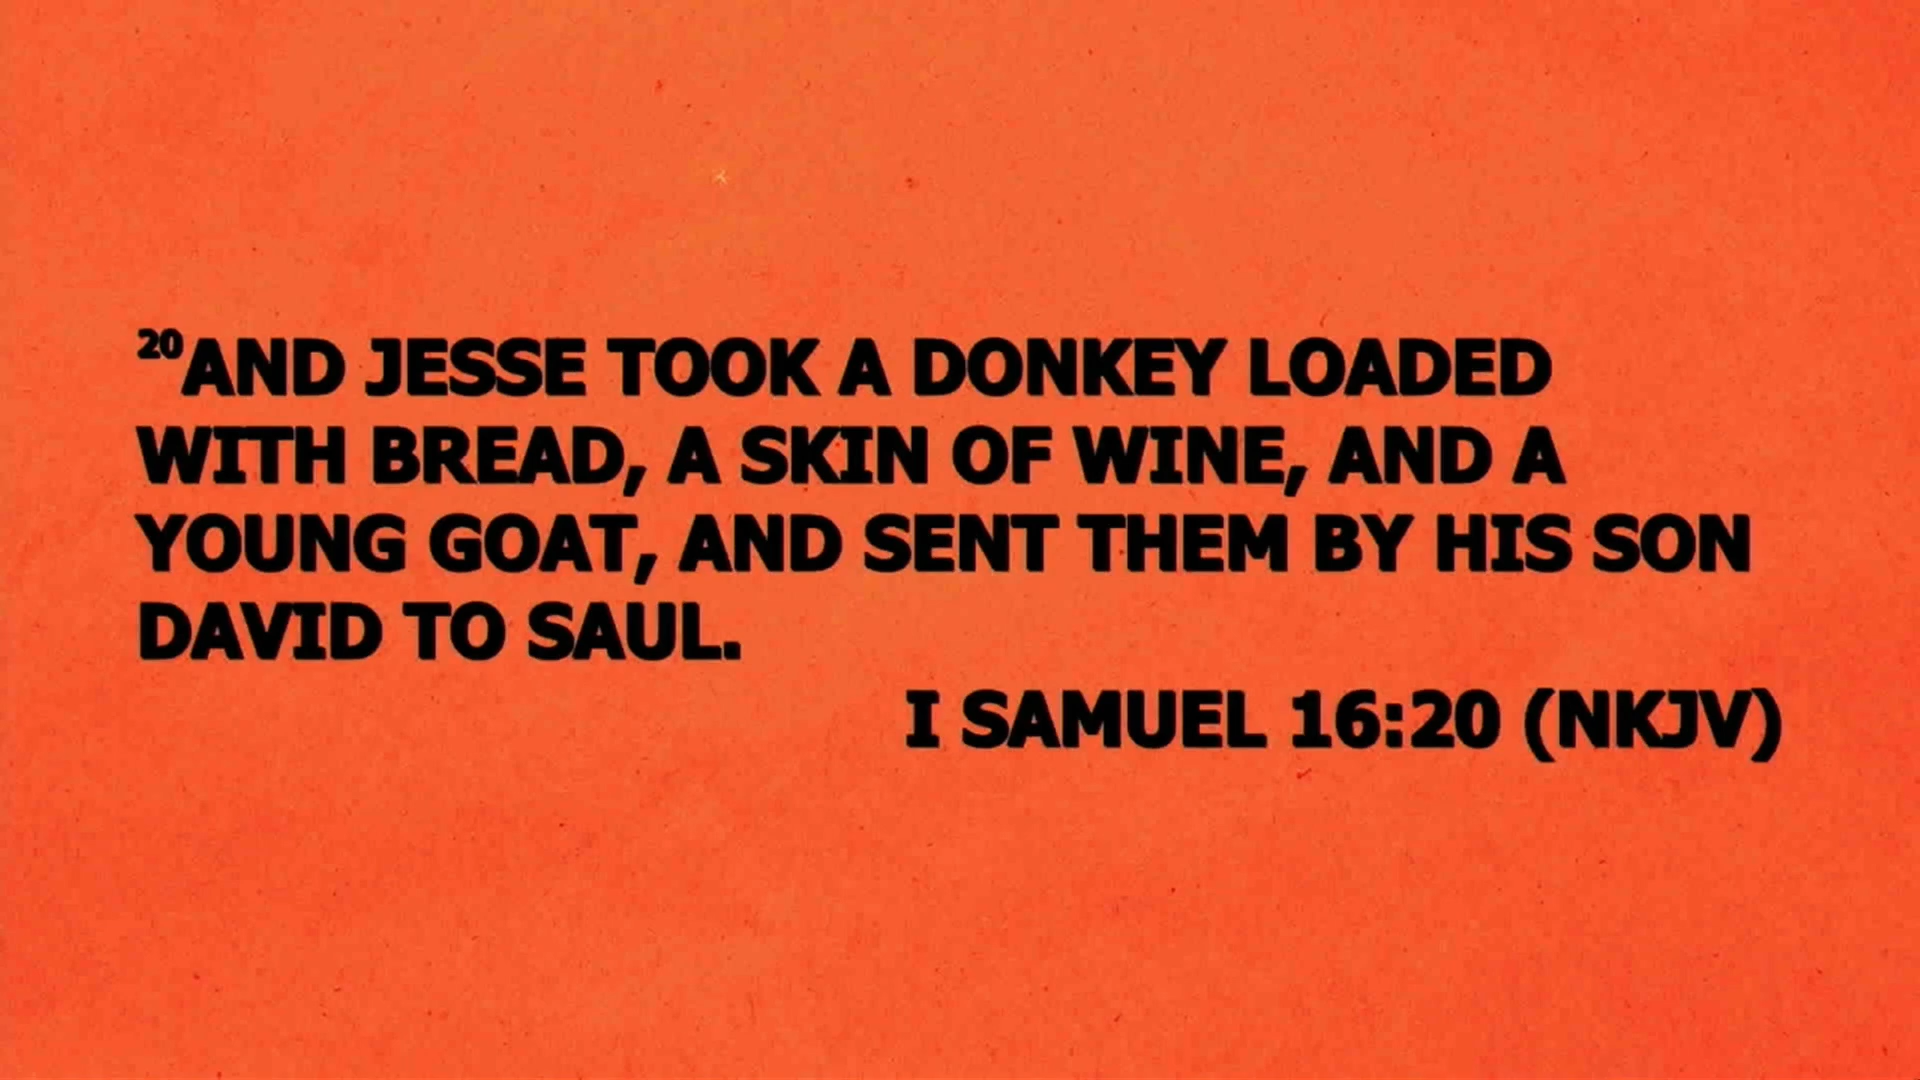 20AND JESSE TOOK A DONKEY LOADED
WITH BREAD, A SKIN OF WINE, AND A
YOUNG GOAT, AND SENT THEM BY HIS SON
DAVID TO SAUL.
I SAMUEL 16:20 (NKJV)